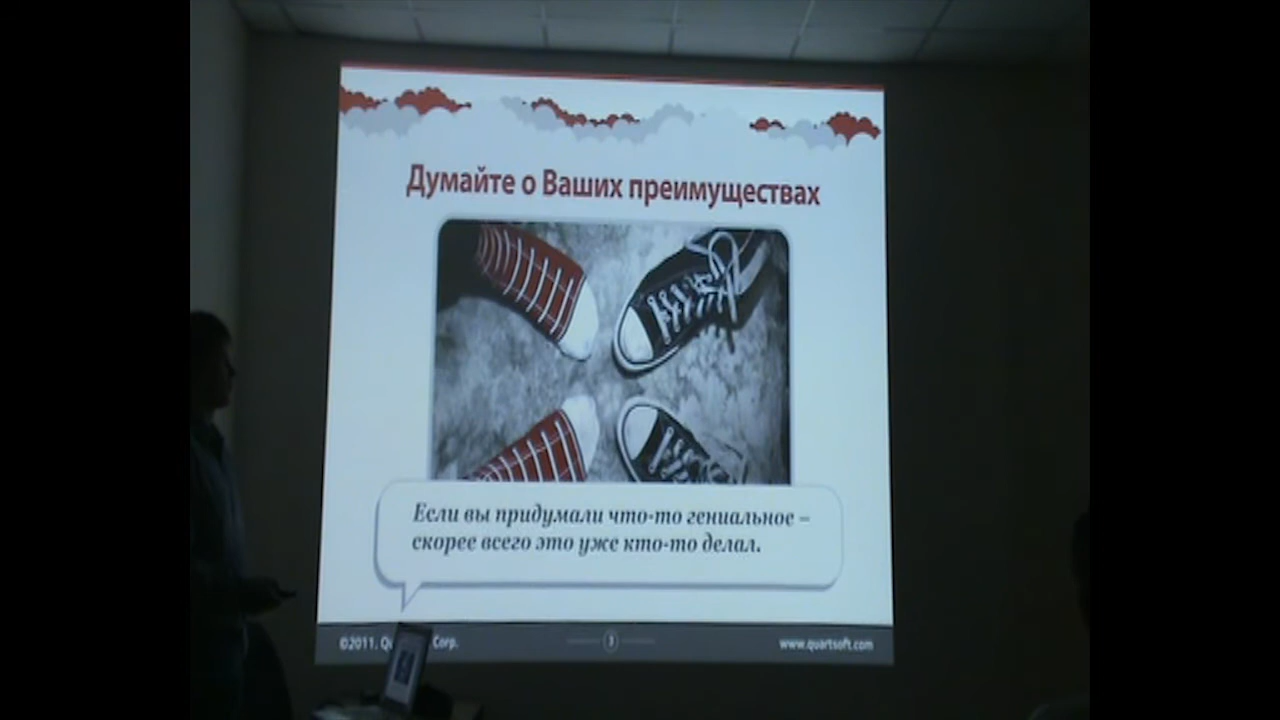 Думайте о Ваших преимуществах
Если вы придумали что-то гениальное –
скорее всего это уже кто-то делал.
©2011. Corp.
www.quartsoft.com